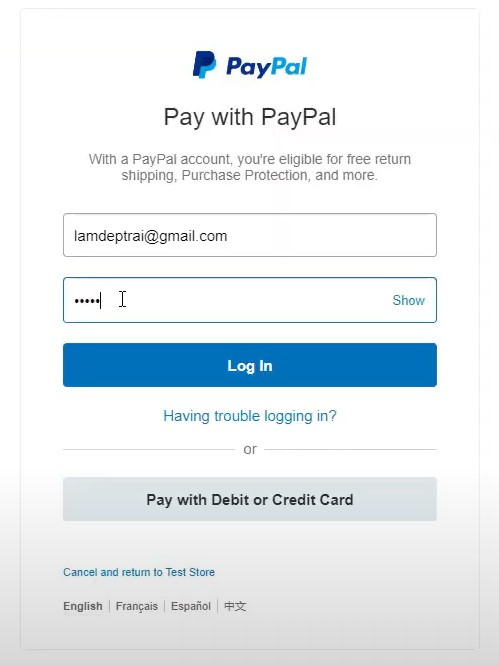 PayPal
Pay with PayPal
With a PayPal account, you're eligible for free return
shipping, Purchase Protection, and more.
lamdeptrai@gmail.com
•••••
Show
Log In
Having trouble logging in?
or
Pay with Debit or Credit Card
Cancel and return to Test Store
English | Français | Español | 中文